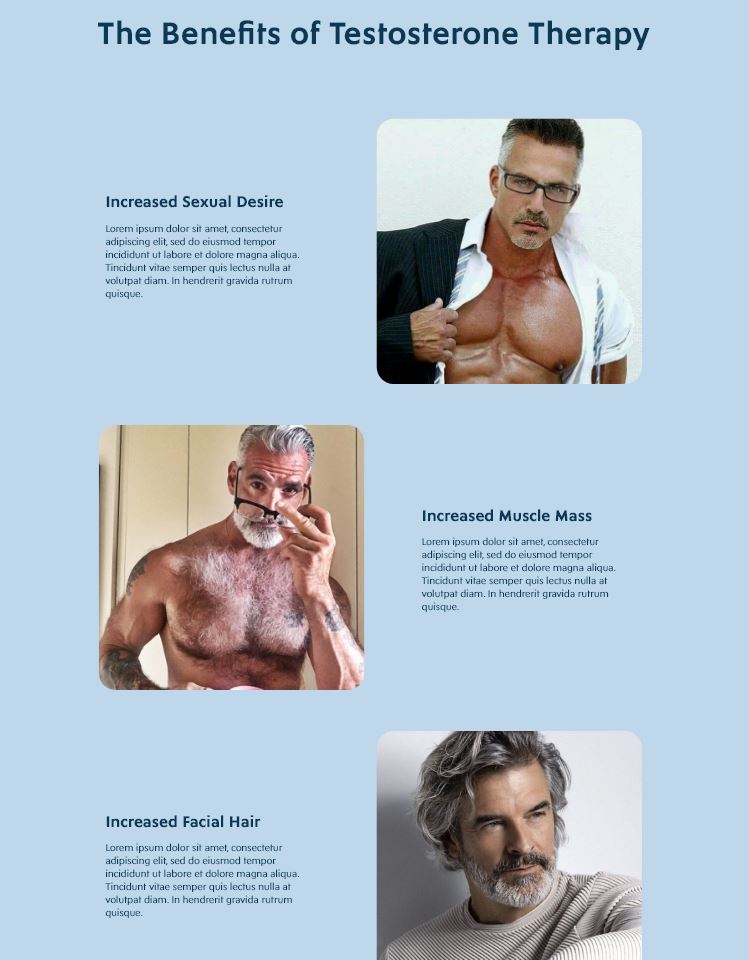 The Benefits of Testosterone Therapy
Increased Sexual Desire
Lorem ipsum dolor sit amet, consectetur
adipiscing elit, sed do eiusmod tempor
incididunt ut labore et dolore magna aliqua.
Tincidunt vitae semper quis lectus nulla at
volutpat diam. In hendrerit gravida rutrum
quisque.
Increased Muscle Mass
Lorem ipsum dolor sit amet, consectetur
adipiscing elit, sed do eiusmod tempor
incididunt ut labore et dolore magna aliqua.
Tincidunt vitae semper quis lectus nulla at
volutpat diam. In hendrerit gravida rutrum
quisque.
Increased Facial Hair
Lorem ipsum dolor sit amet, consectetur
adipiscing elit, sed do eiusmod tempor
incididunt ut labore et dolore magna aliqua.
Tincidunt vitae semper quis lectus nulla at
volutpat diam. In hendrerit gravida rutrum
quisque.